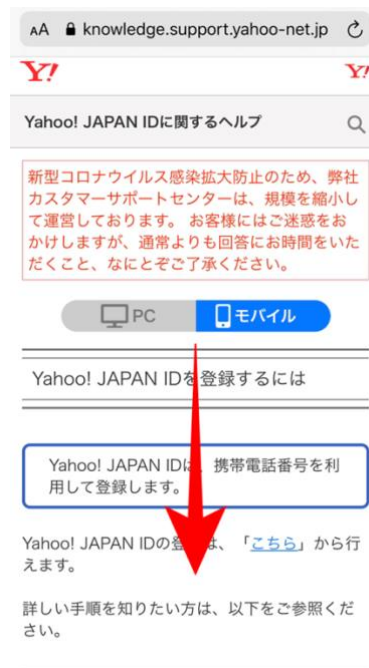 AA knowledge.support.yahoo-net.jp
Y! Y!
Yahoo! JAPAN IDに関するヘルプ
新型コロナウイルス感染拡大防止のため、弊社
カスタマーサポートセンターは、規模を縮小し
て運営しております。 お客様にはご迷惑をお
かけしますが、通常よりも回答にお時間をいた
だくこと、なにとぞご了承ください。
PC モバイル
Yahoo! JAPAN IDを登録するには
Yahoo! JAPAN IDは、携帯電話番号を利
用して登録します。
Yahoo! JAPAN IDの登 は、「こちら」から行
えます。
詳しい手順を知りたい方は、以下をご参照くだ
さい。